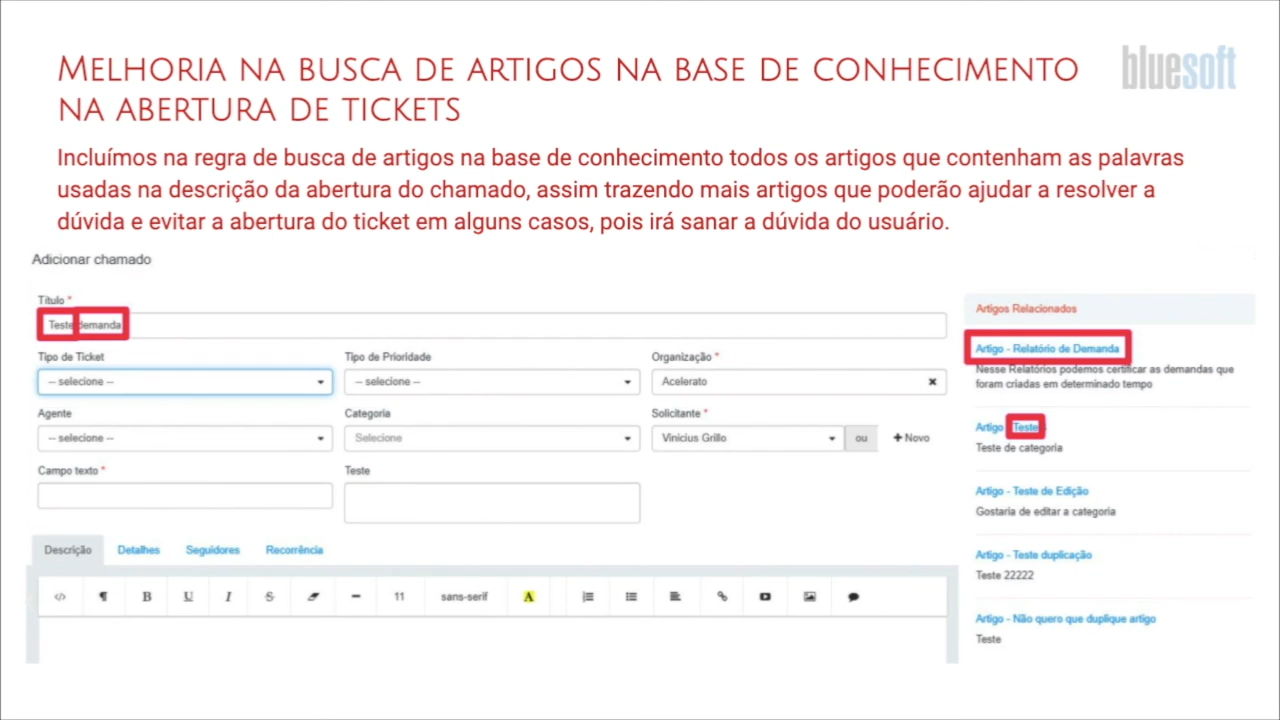 MELHORIA NA BUSCA DE ARTIGOS NA BASE DE CONHECIMENTO
NA ABERTURA DE TICKETS
bluesoft
Incluímos na regra de busca de artigos na base de conhecimento todos os artigos que contenham as palavras
usadas na descrição da abertura do chamado, assim trazendo mais artigos que poderão ajudar a resolver a
dúvida e evitar a abertura do ticket em alguns casos, pois irá sanar a dúvida do usuário.
Adicionar chamado
Título *
Teste demanda
Tipo de Ticket
Tipo de Prioridade
Organização *
-- selecione --
-- selecione --
Acelerato
Agente
Categoria
Solicitante *
-- selecione --
Selecione
Vinicius Grillo
ou
+ Novo
Campo texto *
Teste
Descrição
Detalhes
Seguidores
Recorrência
</> ¶ B U I S 11 sans-serif A
Artigos Relacionados
Artigo - Relatório de Demanda
Nesse Relatórios podemos certificar as demandas que
foram criadas em determinado tempo
Artigo Teste
Teste de categoria
Artigo - Teste de Edição
Gostaria de editar a categoria
Artigo - Teste duplicação
Teste 22222
Artigo - Não quero que duplique artigo
Teste